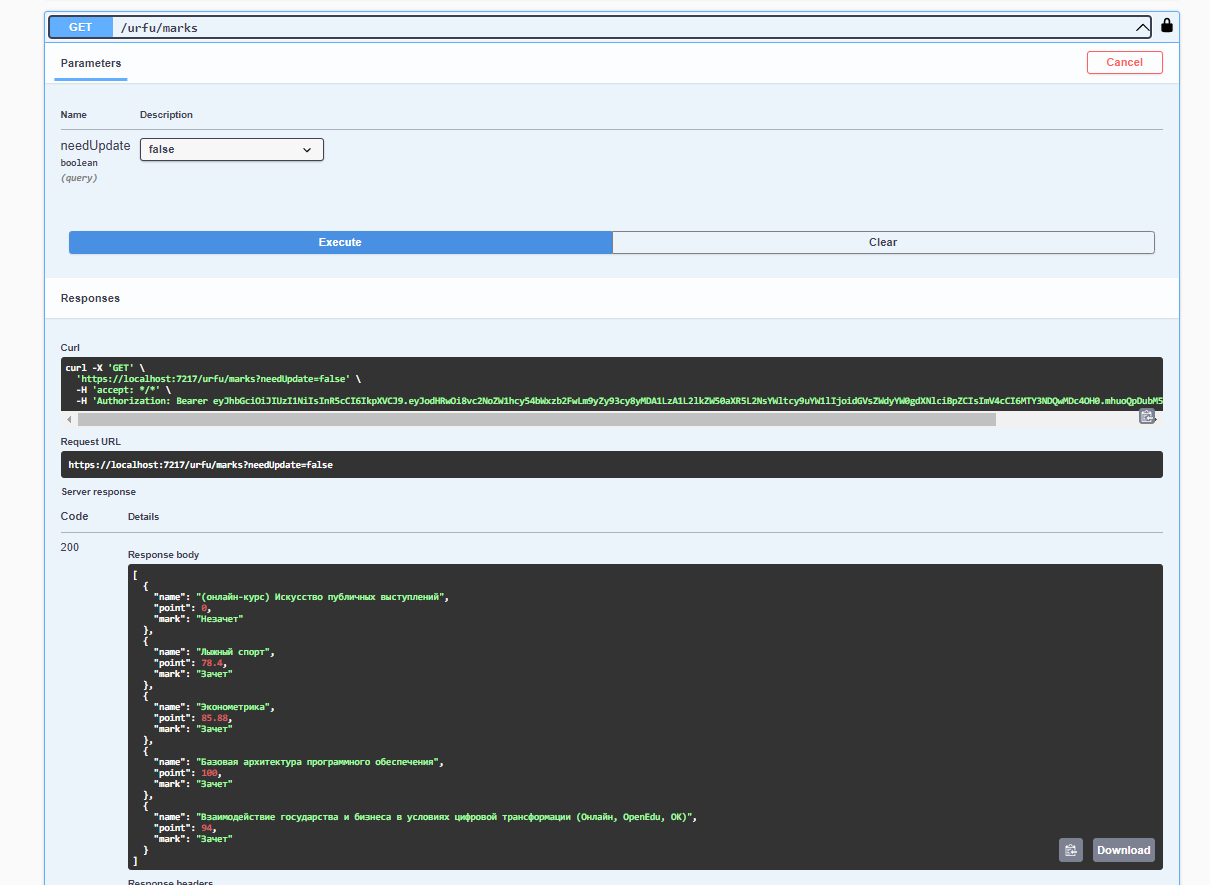 GET /urfu/marks
Parameters
Cancel
Name Description
needUpdate false
boolean
(query)
Execute Clear
Responses
Curl
curl -X 'GET' \
'https://localhost:7217/urfu/marks?needUpdate=false' \
-H 'accept: */*' \
-H 'Authorization: Bearer
Request URL
https://localhost:7217/urfu/marks?needUpdate=false
Server response
Code Details
200
Response body
[
{
"name": "(онлайн-курс) Искусство публичных выступлений",
"point": 0,
"mark": "Незачет"
},
{
"name": "Лыжный спорт",
"point": 78.4,
"mark": "Зачет"
},
{
"name": "Эконометрика",
"point": 85.88,
"mark": "Зачет"
},
{
"name": "Базовая архитектура программного обеспечения",
"point": 100,
"mark": "Зачет"
},
{
"name": "Взаимодействие государства и бизнеса в условиях цифровой трансформации (Онлайн, OpenEdu, ОК)",
"point": 94,
"mark": "Зачет"
}
]
Download
Response headers